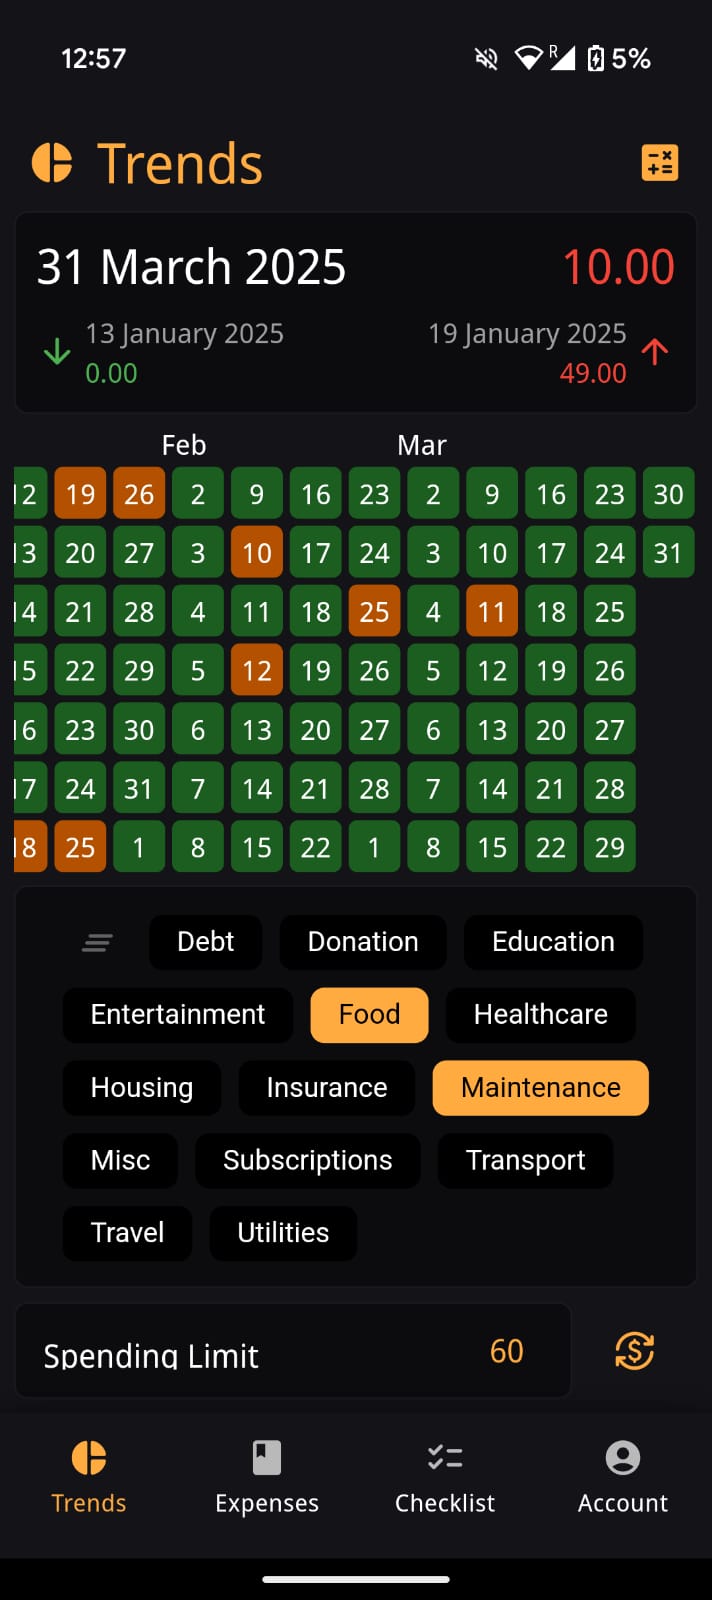 12:57 R 5%
Trends
31 March 2025 10.00
13 January 2025 19 January 2025
0.00 49.00
Feb Mar
12 19 26 2 9 16 23 2 9 16 23 30
13 20 27 3 10 17 24 3 10 17 24 31
14 21 28 4 11 18 25 4 11 18 25
15 22 29 5 12 19 26 5 12 19 26
16 23 30 6 13 20 27 6 13 20 27
17 24 31 7 14 21 28 7 14 21 28
18 25 1 8 15 22 1 8 15 22 29
Debt Donation Education
Entertainment Food Healthcare
Housing Insurance Maintenance
Misc Subscriptions Transport
Travel Utilities
Spending Limit 60
Trends Expenses Checklist Account